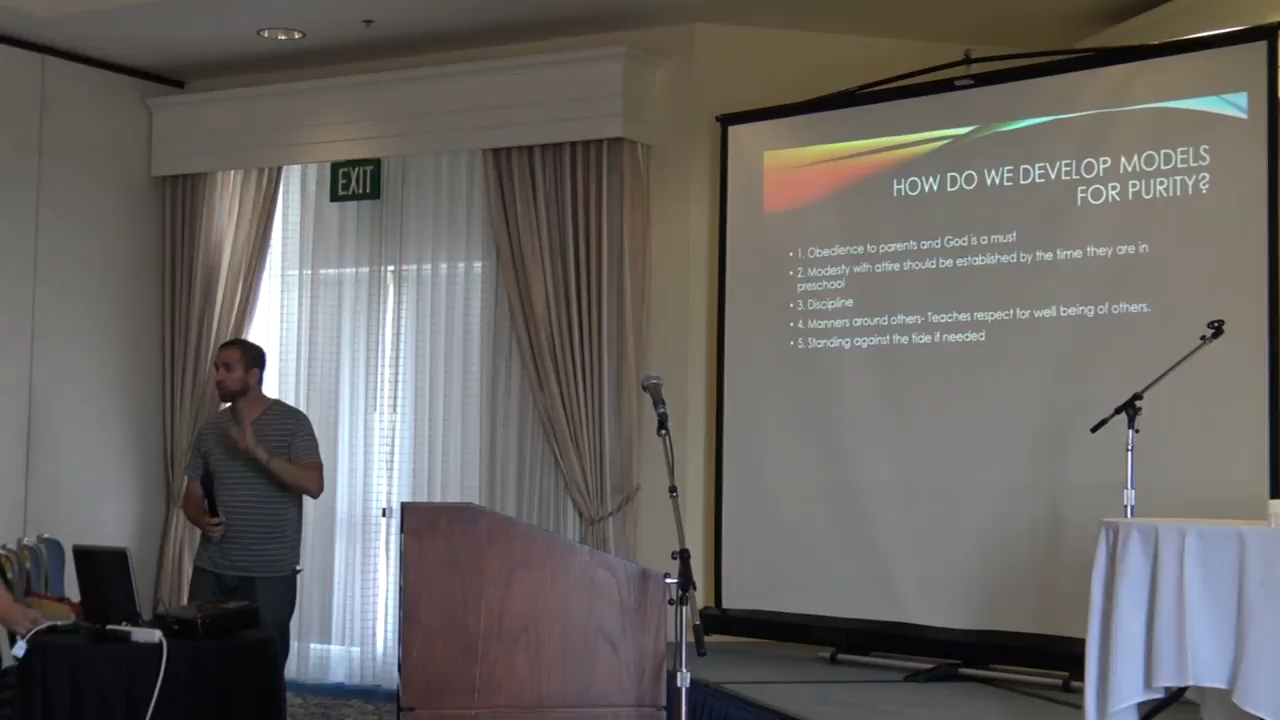 EXIT
HOW DO WE DEVELOP MODELS
FOR PURITY?
• 1. Obedience to parents and God is a must
• 2. Modesty with attire should be established by the time they are in
preschool
• 3. Discipline
• 4. Manners around others- Teaches respect for well being of others.
• 5. Standing against the tide if needed